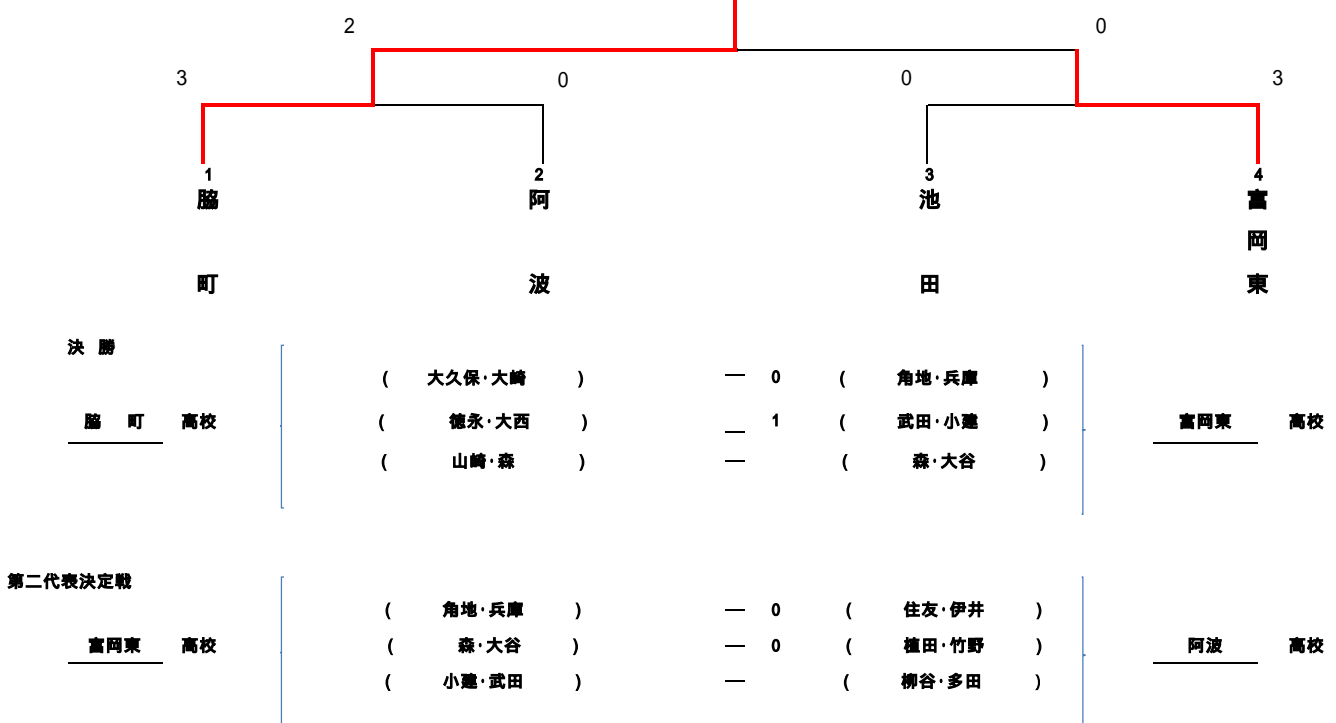 2 0
3 0 0 3
1 2 3 4
脇町 阿波 池田 富岡東
決 勝
( 大久保・大崎 ) — 0 ( 角地・兵庫 )
脇 町 高校 ( 徳永・大西 ) — 1 ( 武田・小建 ) 富岡東 高校
( 山崎・森 ) — ( 森・大谷 )
第二代表決定戦
( 角地・兵庫 ) — 0 ( 住友・伊井 )
富岡東 高校 ( 森・大谷 ) — 0 ( 植田・竹野 ) 阿波 高校
( 小建・武田 ) — ( 柳谷・多田 )